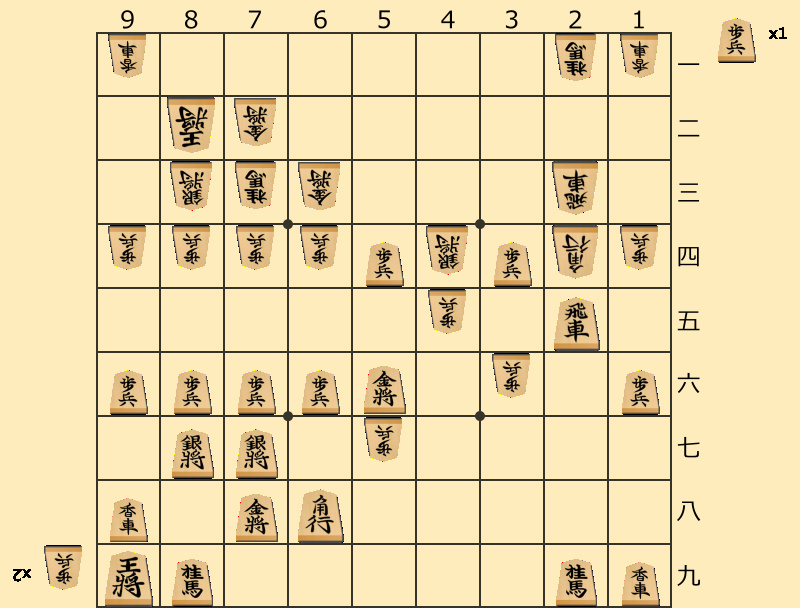 9 8 7 6 5 4 3 2 1
歩兵 x1
香車 桂馬 香車 一
王将 金将 二
銀将 桂馬 金将 飛車 三
歩兵 歩兵 歩兵 歩兵 歩兵 銀将 歩兵 角行 歩兵 四
歩兵 飛車 五
歩兵 歩兵 歩兵 歩兵 金将 歩兵 歩兵 六
銀将 銀将 歩兵 七
香車 金将 角行 八
x2 歩兵
王将 桂馬 桂馬 香車 九